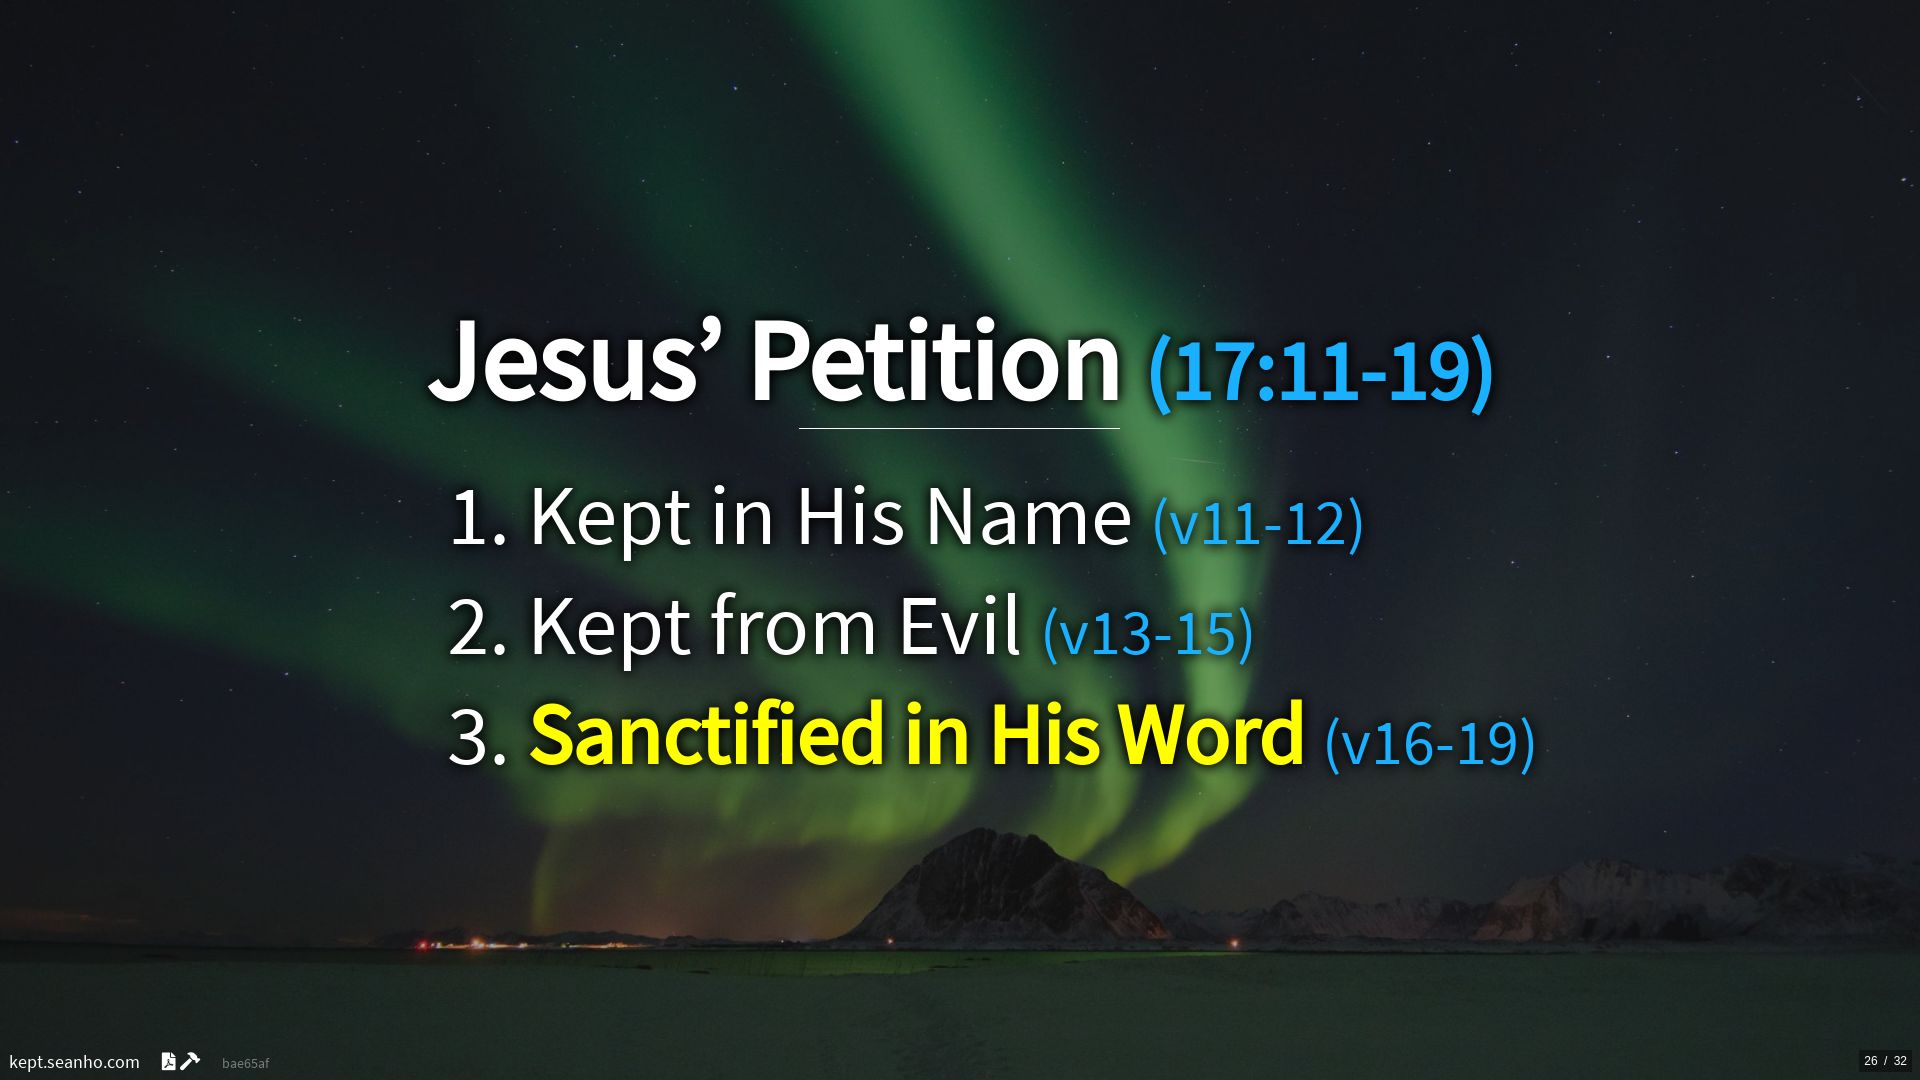 Jesus’ Petition (17:11-19)
1. Kept in His Name (v11-12)
2. Kept from Evil (v13-15)
3. Sanctified in His Word (v16-19)
kept.seanho.com bae65af
26 / 32